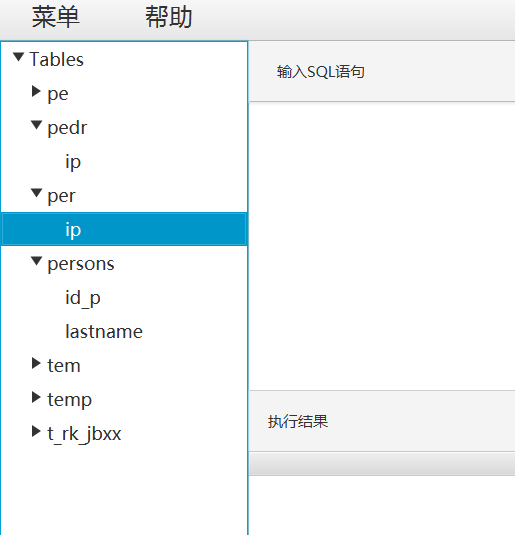 菜单 帮助
Tables
pe
pedr
ip
per
ip
persons
id_p
lastname
tem
temp
t_rk_jbxx
输入SQL语句
执行结果